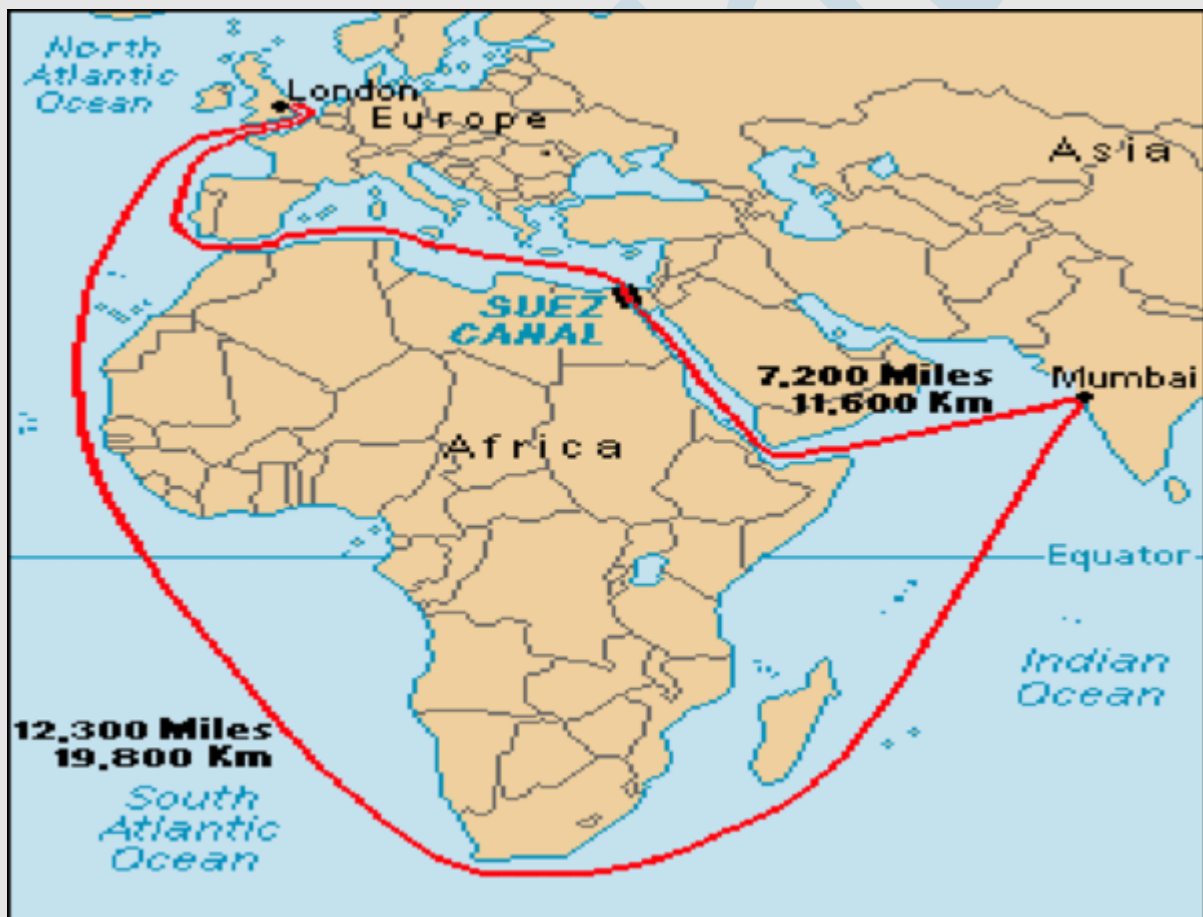 North
Atlantic
Ocean
London
Europe
Asia
SUEZ
CANAL
7,200 Miles
11,600 Km
Mumbai
Africa
Equator
Indian
Ocean
12,300 Miles
19,800 Km
South
Atlantic
Ocean